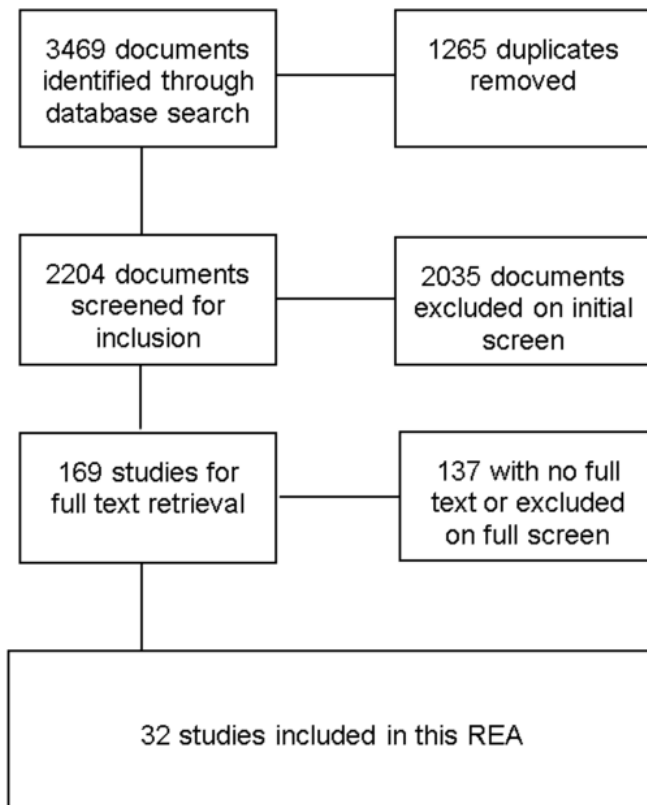 3469 documents
identified through
database search
1265 duplicates
removed
2204 documents
screened for
inclusion
2035 documents
excluded on initial
screen
169 studies for
full text retrieval
137 with no full
text or excluded
on full screen
32 studies included in this REA